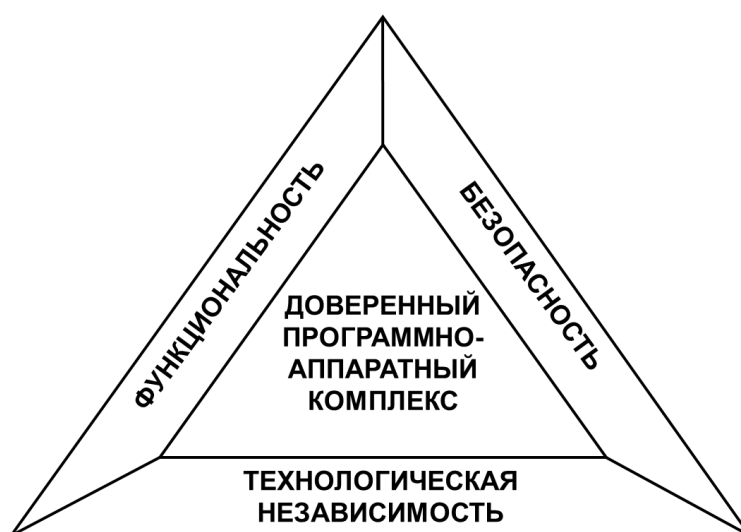 ФУНКЦИОНАЛЬНОСТЬ
БЕЗОПАСНОСТЬ
ДОВЕРЕННЫЙ
ПРОГРАММНО-
АППАРАТНЫЙ
КОМПЛЕКС
ТЕХНОЛОГИЧЕСКАЯ
НЕЗАВИСИМОСТЬ